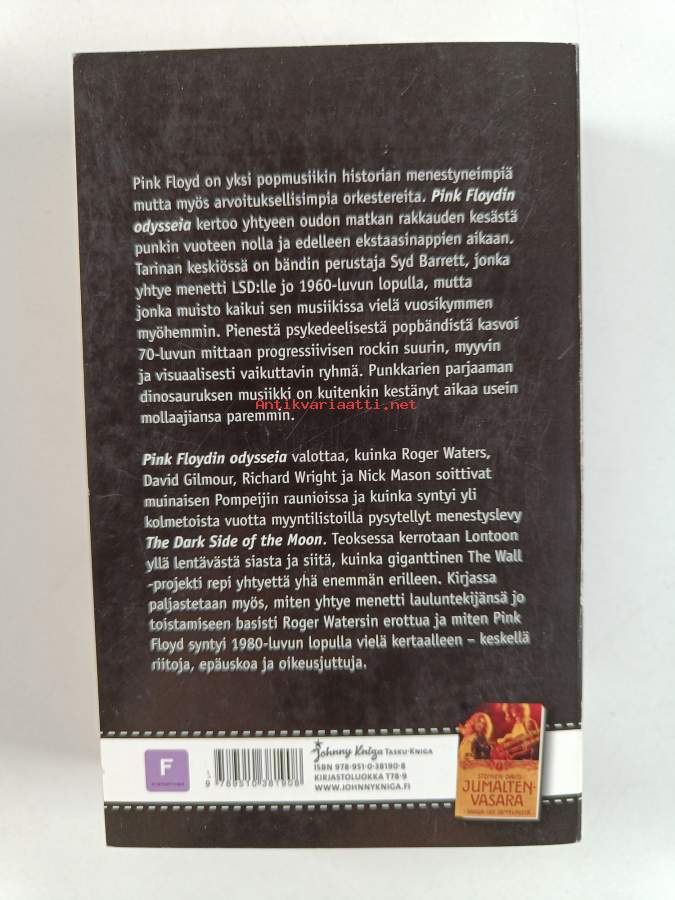 Pink Floyd on yksi popmusiikin historian menestyneimpiä
mutta myös arvoituksellisimpia orkestereita. Pink Floydin
odysseia kertoo yhtyeen oudon matkan rakkauden kesästä
punkin vuoteen nolla ja edelleen ekstaasinappien aikaan.
Tarinan keskiössä on bändin perustaja Syd Barrett, jonka
yhtye menetti LSD:lle jo 1960-luvun lopulla, mutta
jonka muisto kaikui sen musiikissa vielä vuosikymmen
myöhemmin. Pienestä psykedeelisestä popbändistä kasvoi
70-luvun mittaan progressiivisen rockin suurin, myyvin
ja visuaalisesti vaikuttavin ryhmä. Punkkarien parjaaman
dinosauruksen musiikki on kuitenkin kestänyt aikaa usein
Antikvariaatti.net
mollaajiansa paremmin.
Pink Floydin odysseia valottaa, kuinka Roger Waters,
David Gilmour, Richard Wright ja Nick Mason soittivat
muinaisen Pompeijin raunioissa ja kuinka syntyi yli
kolmetoista vuotta myyntilistoilla pysytellyt menestyslevy
The Dark Side of the Moon. Teoksessa kerrotaan Lontoon
yllä lentävästä siasta ja siitä, kuinka giganttinen The Wall
-projekti repi yhtyettä yhä enemmän erilleen. Kirjassa
paljastetaan myös, miten yhtye menetti lauluntekijänsä jo
toistamiseen basisti Roger Watersin erottua ja miten Pink
Floyd syntyi 1980-luvun lopulla vielä kertaalleen – keskellä
riitoja, epäuskoa ja oikeusjuttuja.
F
9 789510 381908
Johnny Kniga Tasku-Kniga
ISBN 978-951-0-38190-8
KIRJASTOLUOKKA T78.9
WWW.JOHNNYKNIGA.FI
STEPHEN DAVIS
JUMALTEN
VASARA